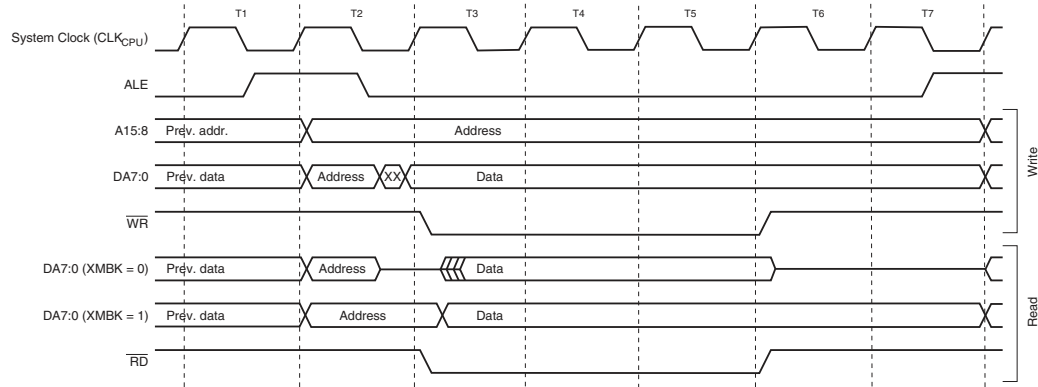 T1 T2 T3 T4 T5 T6 T7
System Clock (CLKCPU)
ALE
A15:8 Prev. addr. Address
DA7:0 Prev. data Address XX Data
WR
Write
DA7:0 (XMBK = 0) Prev. data Address Data
DA7:0 (XMBK = 1) Prev. data Address Data
RD
Read